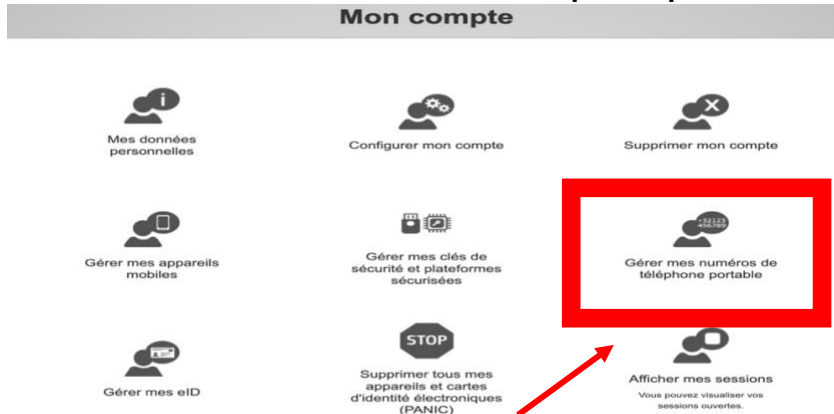 Mon compte
Mes données
personnelles
Configurer mon compte
Supprimer mon compte
Gérer mes appareils
mobiles
Gérer mes clés de
sécurité et plateformes
sécurisées
+32123
456789
Gérer mes numéros de
téléphone portable
Gérer mes eID
STOP
Supprimer tous mes
appareils et cartes
d'identité électroniques
(PANIC)
Afficher mes sessions
Vous pouvez visualiser vos
sessions ouvertes.